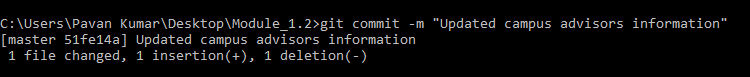 C:\Users\Pavan Kumar\Desktop\Module_1.2>git commit -m "Updated campus advisors information"
[master 51fe14a] Updated campus advisors information
 1 file changed, 1 insertion(+), 1 deletion(-)